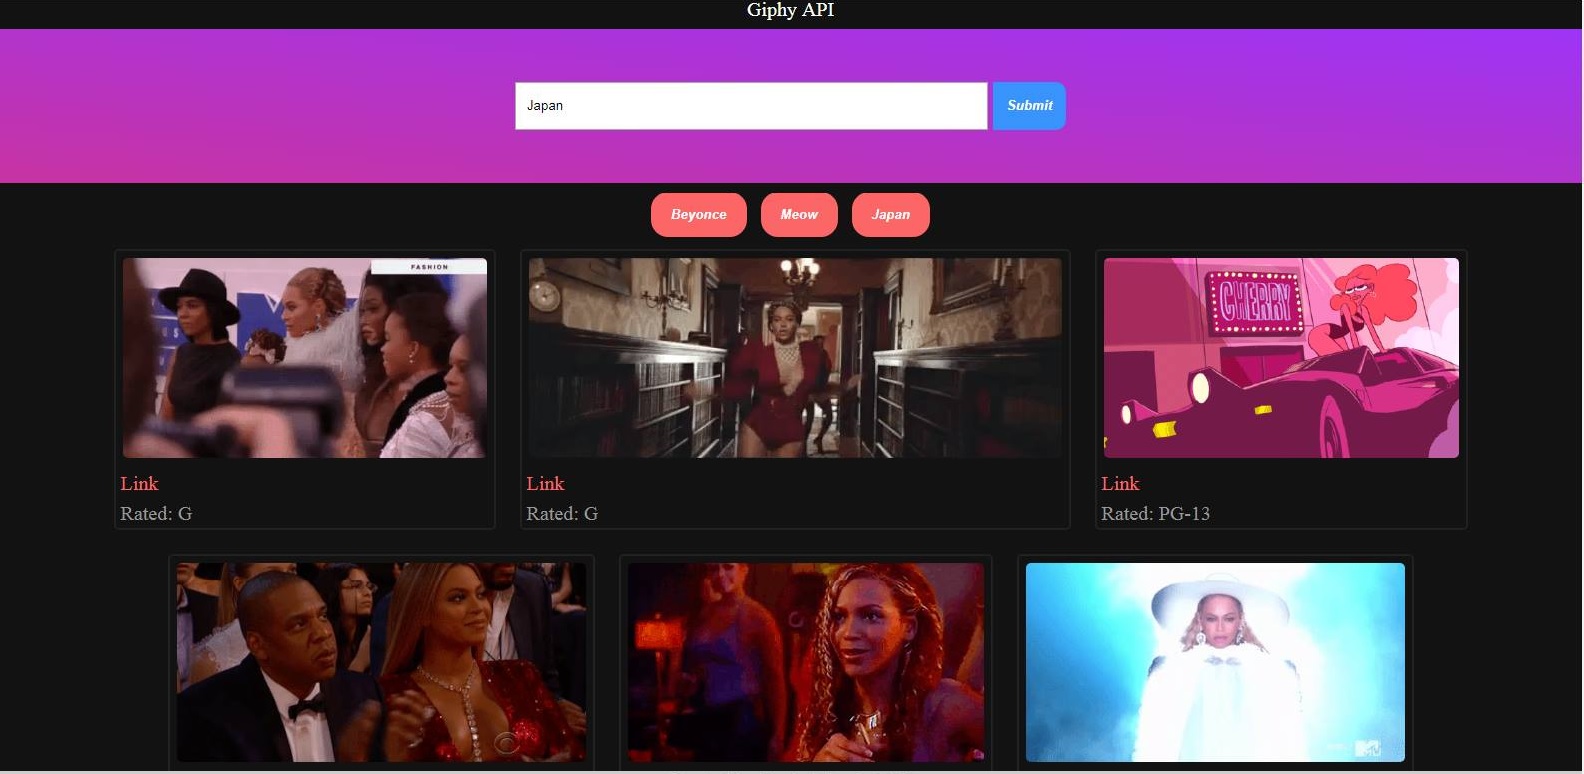 Giphy API
Japan
Submit
Beyonce
Meow
Japan
FASHION
CHERRY
Link
Rated: G
Link
Rated: G
Link
Rated: PG-13